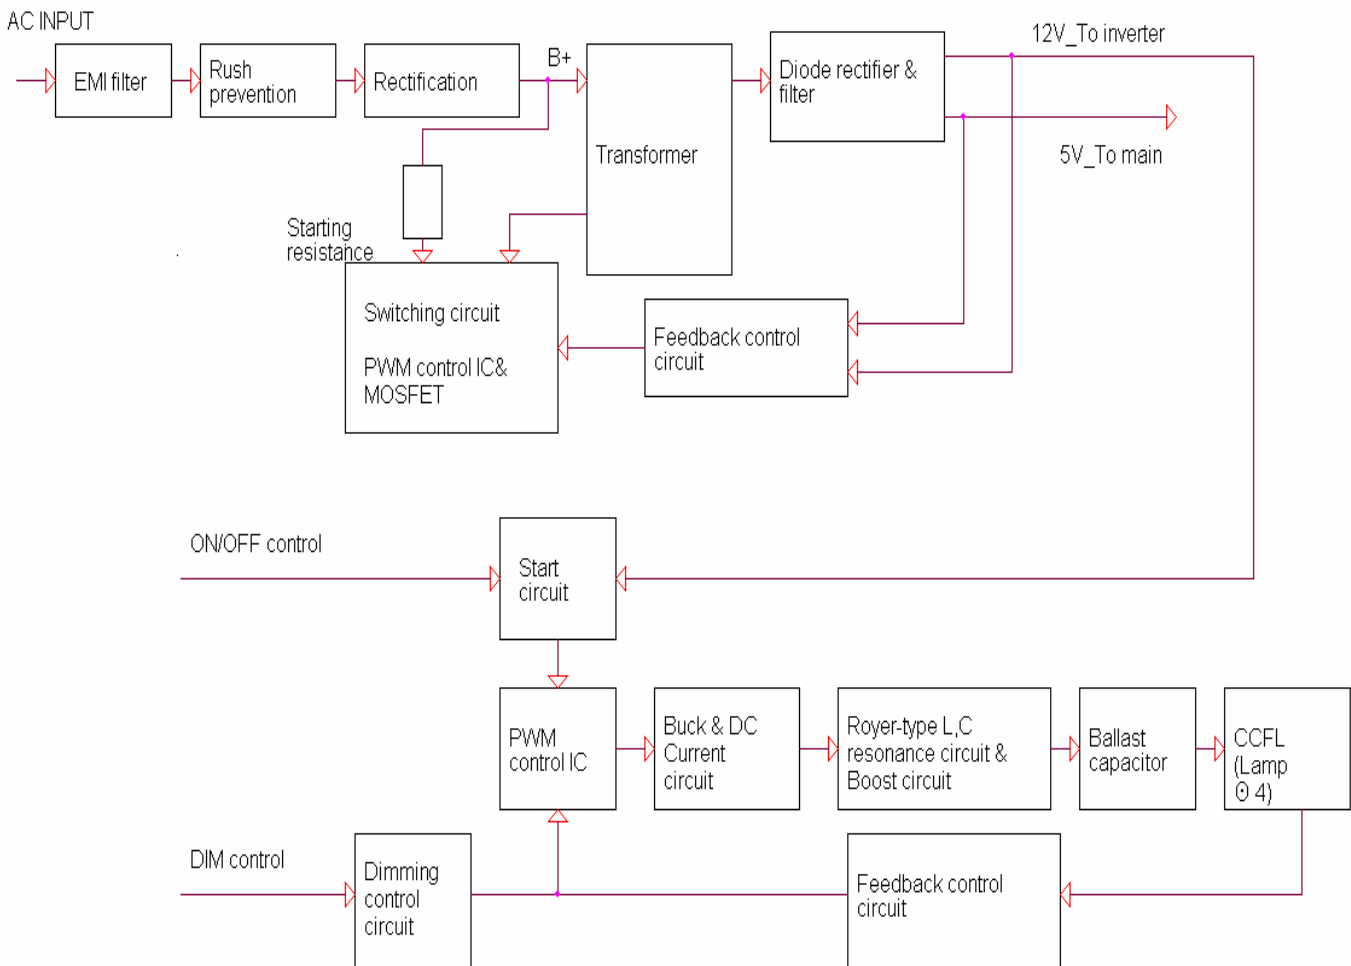 AC INPUT
EMI filter
Rush
prevention
Rectification
B+
Transformer
Diode rectifier &
filter
12V_To inverter
5V_To main
Starting
resistance
Switching circuit
PWM control IC&
MOSFET
Feedback control
circuit
ON/OFF control
Start
circuit
PWM
control IC
Buck & DC
Current
circuit
Royer-type L,C
resonance circuit &
Boost circuit
Ballast
capacitor
CCFL
(Lamp
⊙ 4)
DIM control
Dimming
control
circuit
Feedback control
circuit